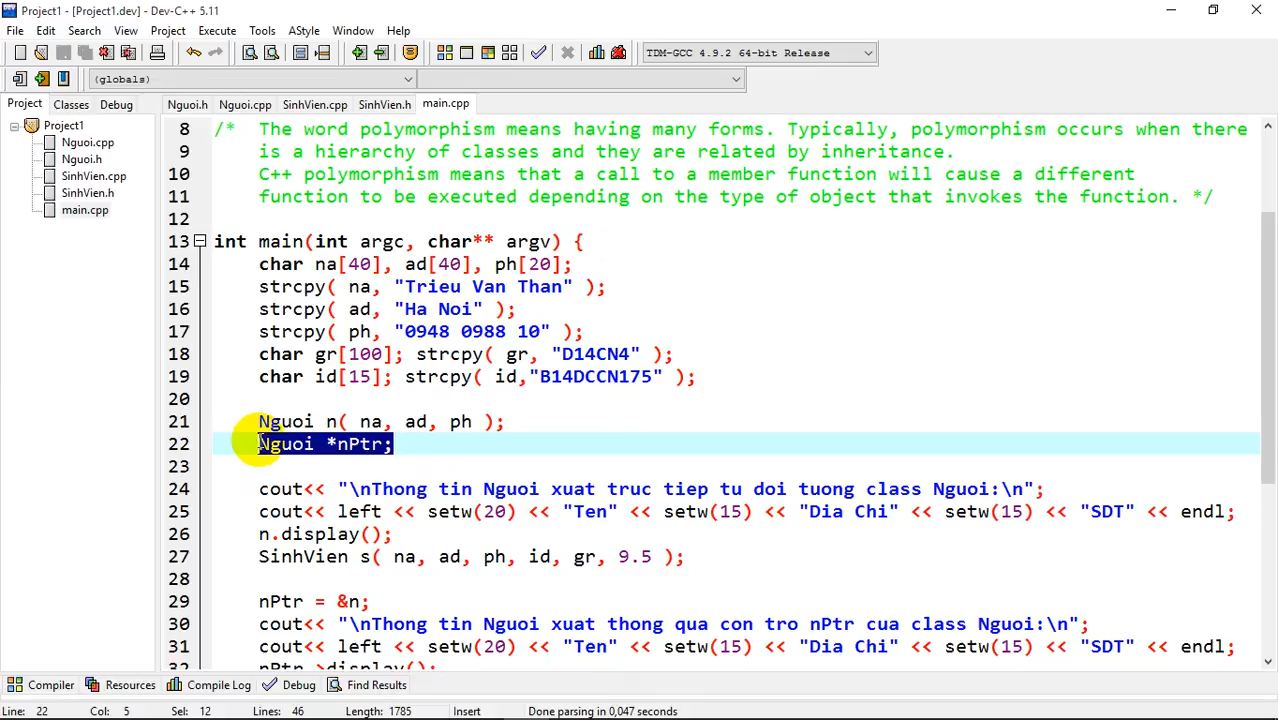 Project1 - [Project1.dev] - Dev-C++ 5.11
File Edit Search View Project Execute Tools AStyle Window Help
TDM-GCC 4.9.2 64-bit Release
(globals)
Project Classes Debug
Nguoi.h Nguoi.cpp SinhVien.cpp SinhVien.h main.cpp
Project1
Nguoi.cpp
Nguoi.h
SinhVien.cpp
SinhVien.h
main.cpp
8 /* The word polymorphism means having many forms. Typically, polymorphism occurs when there
9 is a hierarchy of classes and they are related by inheritance.
10 C++ polymorphism means that a call to a member function will cause a different
11 function to be executed depending on the type of object that invokes the function. */
12
13 int main(int argc, char** argv) {
14 char na[40], ad[40], ph[20];
15 strcpy( na, "Trieu Van Than" );
16 strcpy( ad, "Ha Noi" );
17 strcpy( ph, "0948 0988 10" );
18 char gr[100]; strcpy( gr, "D14CN4" );
19 char id[15]; strcpy( id,"B14DCCN175" );
20
21 Nguoi n( na, ad, ph );
22 Nguoi *nPtr;
23
24 cout<< "\nThong tin Nguoi xuat truc tiep tu doi tuong class Nguoi:\n";
25 cout<< left << setw(20) << "Ten" << setw(15) << "Dia Chi" << setw(15) << "SDT" << endl;
26 n.display();
27 SinhVien s( na, ad, ph, id, gr, 9.5 );
28
29 nPtr = &n;
30 cout<< "\nThong tin Nguoi xuat thong qua con tro nPtr cua class Nguoi:\n";
31 cout<< left << setw(20) << "Ten" << setw(15) << "Dia Chi" << setw(15) << "SDT" << endl;
32 nPtr->display();
Compiler Resources Compile Log Debug Find Results
Line: 22 Col: 5 Sel: 12 Lines: 46 Length: 1785 Insert Done parsing in 0,047 seconds